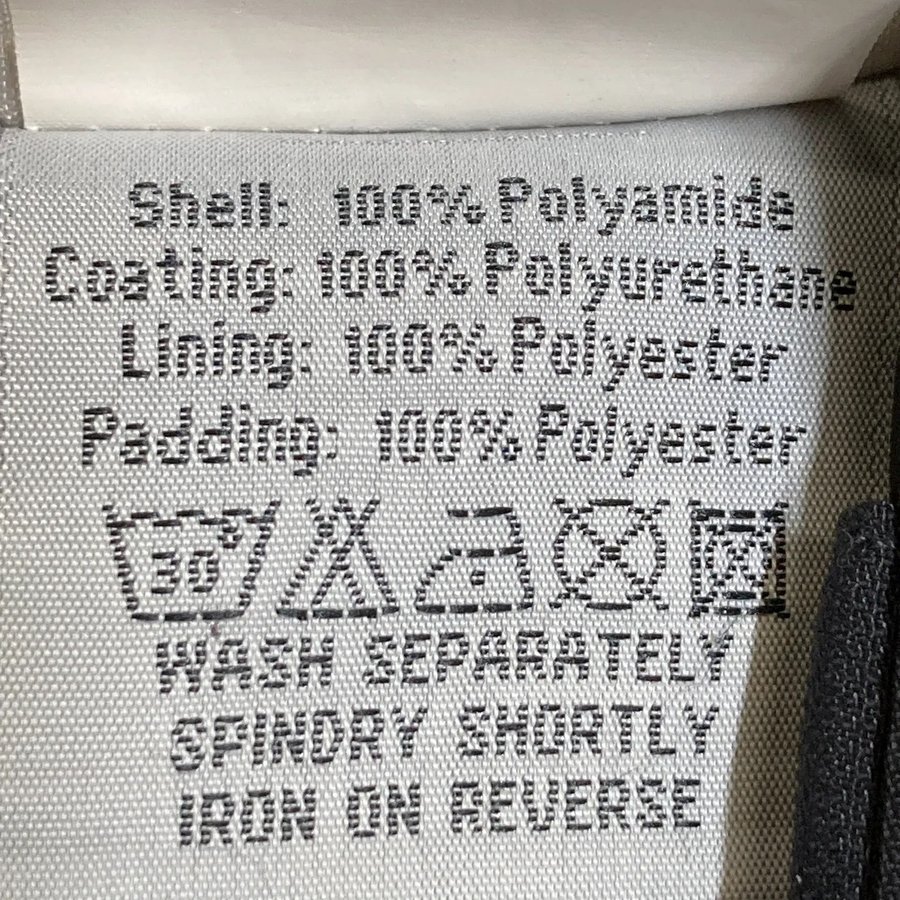 Shell: 100% Polyamide
Coating: 100% Polyurethane
Lining: 100% Polyester
Padding: 100% Polyester
30°
WASH SEPARATELY
SPINDRY SHORTLY
IRON ON REVERSE